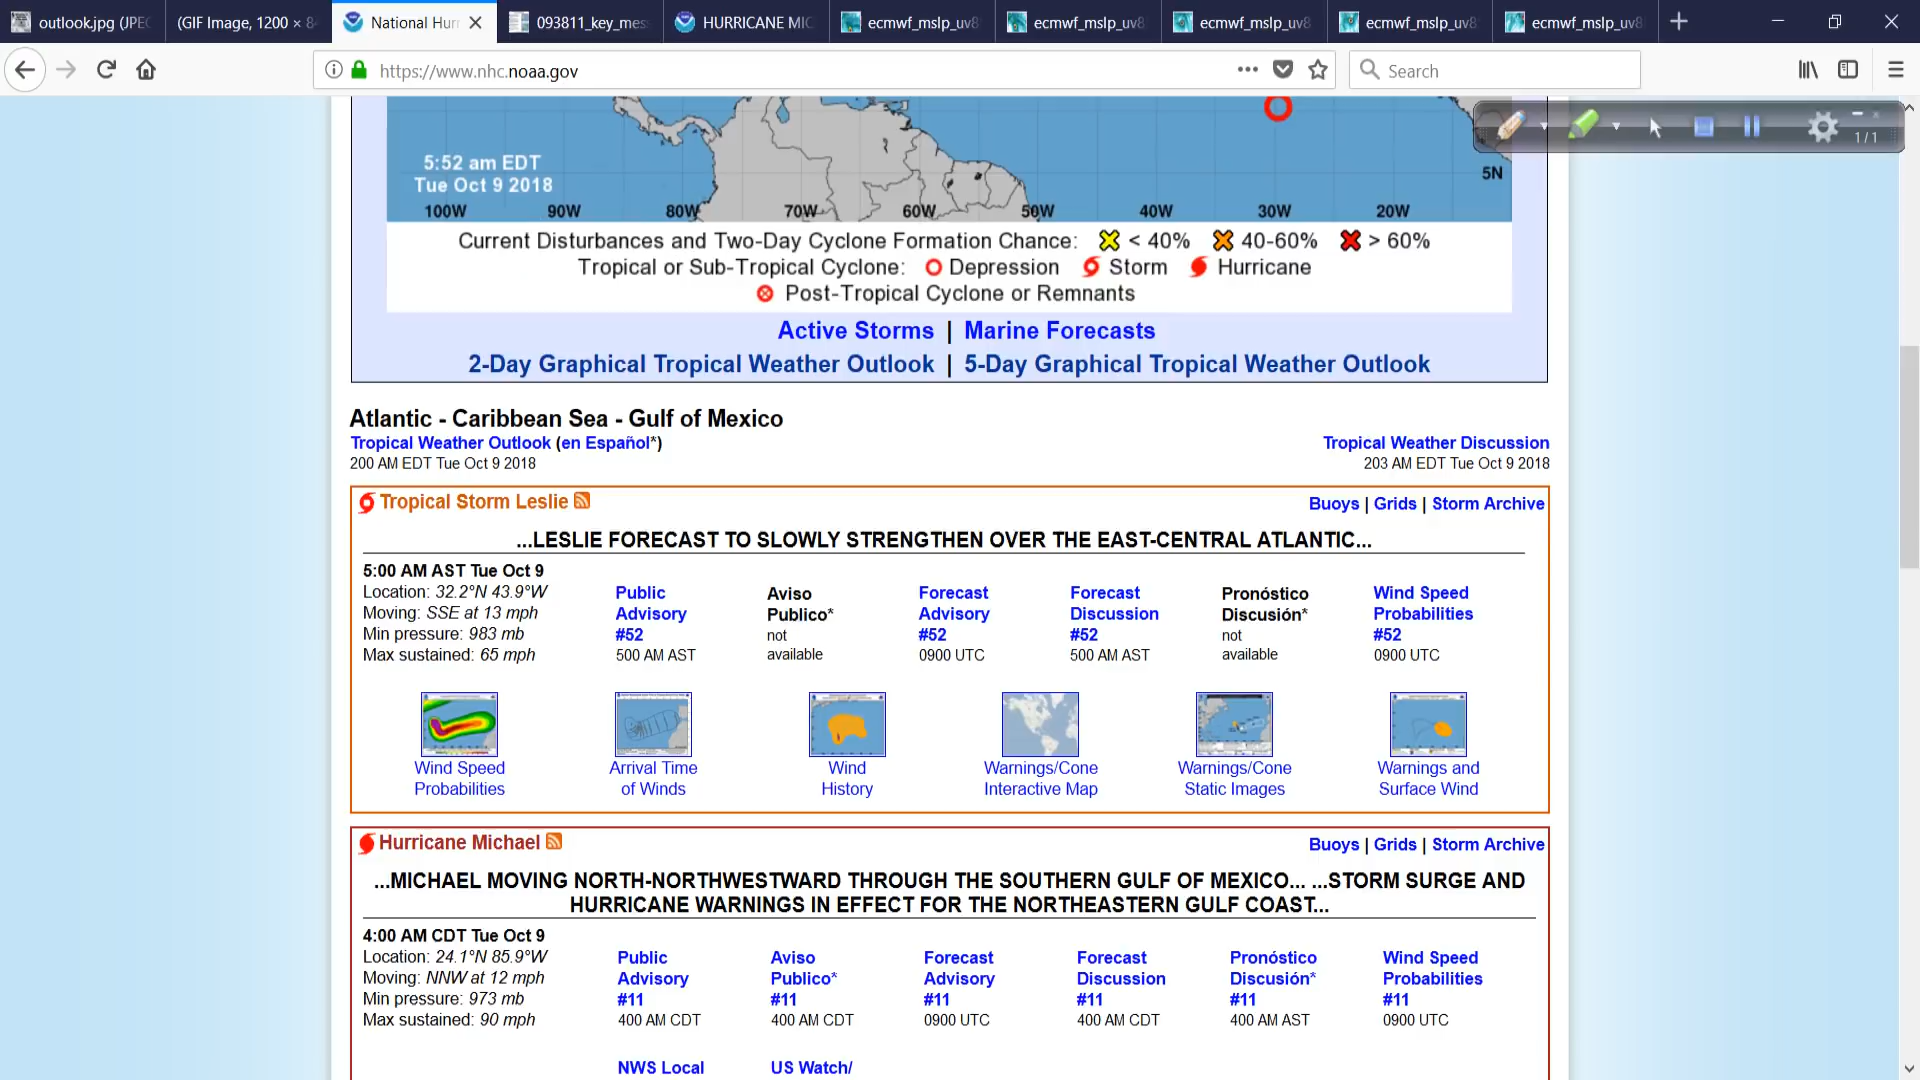 outlook.jpg (JPE
(GIF Image, 1200 × 8
National Hur
093811_key_mes
HURRICANE MIC
ecmwf_mslp_uv8
ecmwf_mslp_uv8
ecmwf_mslp_uv8
ecmwf_mslp_uv8
ecmwf_mslp_uv8
https://www.nhc.noaa.gov
Search
1/1
5:52 am EDT
Tue Oct 9 2018
5N
100W 90W 80W 70W 60W 50W 40W 30W 20W
Current Disturbances and Two-Day Cyclone Formation Chance: < 40% 40-60% > 60%
Tropical or Sub-Tropical Cyclone: Depression Storm Hurricane
Post-Tropical Cyclone or Remnants
Active Storms | Marine Forecasts
2-Day Graphical Tropical Weather Outlook | 5-Day Graphical Tropical Weather Outlook
Atlantic - Caribbean Sea - Gulf of Mexico
Tropical Weather Outlook (en Español*)
200 AM EDT Tue Oct 9 2018
Tropical Weather Discussion
203 AM EDT Tue Oct 9 2018
Tropical Storm Leslie
Buoys | Grids | Storm Archive
...LESLIE FORECAST TO SLOWLY STRENGTHEN OVER THE EAST-CENTRAL ATLANTIC...
5:00 AM AST Tue Oct 9
Location: 32.2°N 43.9°W
Moving: SSE at 13 mph
Min pressure: 983 mb
Max sustained: 65 mph
Public
Advisory
#52
500 AM AST
Aviso
Publico*
not
available
Forecast
Advisory
#52
0900 UTC
Forecast
Discussion
#52
500 AM AST
Pronóstico
Discusión*
not
available
Wind Speed
Probabilities
#52
0900 UTC
Wind Speed
Probabilities
Arrival Time
of Winds
Wind
History
Warnings/Cone
Interactive Map
Warnings/Cone
Static Images
Warnings and
Surface Wind
Hurricane Michael
Buoys | Grids | Storm Archive
...MICHAEL MOVING NORTH-NORTHWESTWARD THROUGH THE SOUTHERN GULF OF MEXICO... ...STORM SURGE AND
HURRICANE WARNINGS IN EFFECT FOR THE NORTHEASTERN GULF COAST...
4:00 AM CDT Tue Oct 9
Location: 24.1°N 85.9°W
Moving: NNW at 12 mph
Min pressure: 973 mb
Max sustained: 90 mph
Public
Advisory
#11
400 AM CDT
Aviso
Publico*
#11
400 AM CDT
Forecast
Advisory
#11
0900 UTC
Forecast
Discussion
#11
400 AM CDT
Pronóstico
Discusión*
#11
400 AM AST
Wind Speed
Probabilities
#11
0900 UTC
NWS Local
US Watch/